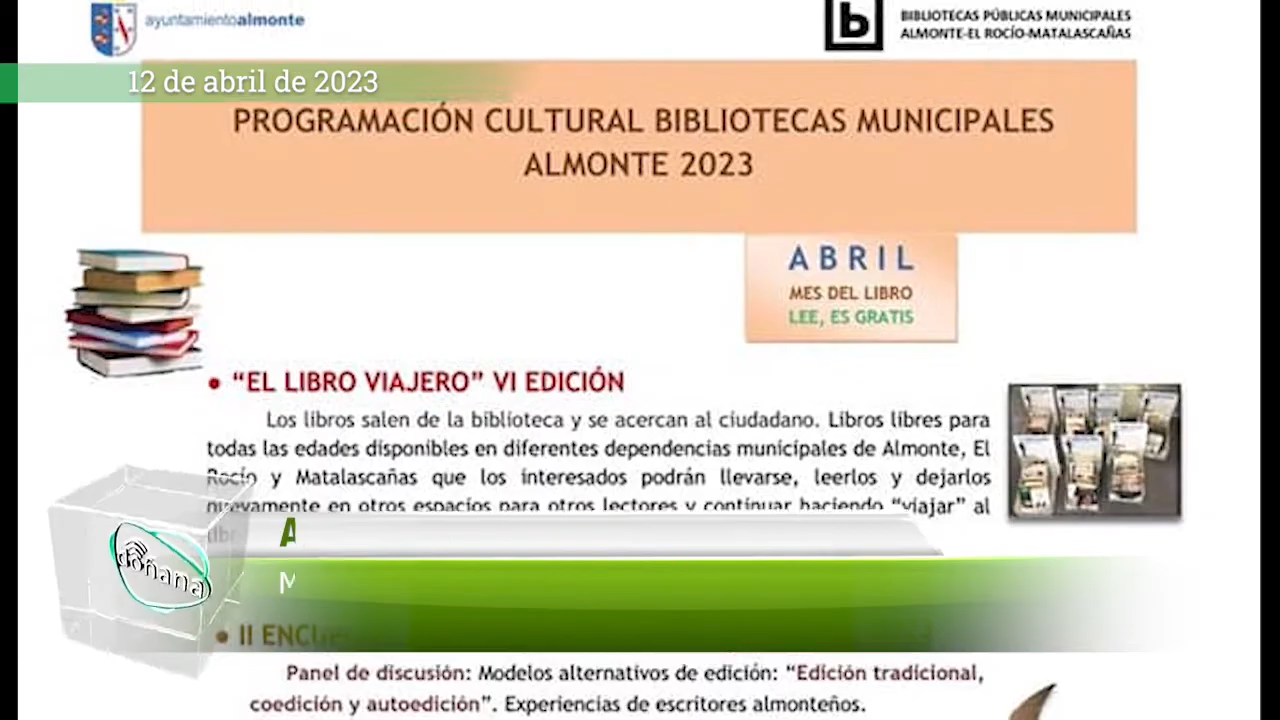 ayuntamientoalmonte
b
BIBLIOTECAS PÚBLICAS MUNICIPALES
ALMONTE-EL ROCÍO-MATALASCAÑAS
12 de abril de 2023
PROGRAMACIÓN CULTURAL BIBLIOTECAS MUNICIPALES
ALMONTE 2023
ABRIL
MES DEL LIBRO
LEE, ES GRATIS
• “EL LIBRO VIAJERO” VI EDICIÓN
Los libros salen de la biblioteca y se acercan al ciudadano. Libros libres para
todas las edades disponibles en diferentes dependencias municipales de Almonte, El
Rocío y Matalascañas que los interesados podrán llevarse, leerlos y dejarlos
nuevamente en otros espacios para otros lectores y continuar haciendo “viajar” al
A
doñana
M
• II
Panel de discusión: Modelos alternativos de edición: “Edición tradicional,
coedición y autoedición”. Experiencias de escritores almonteños.